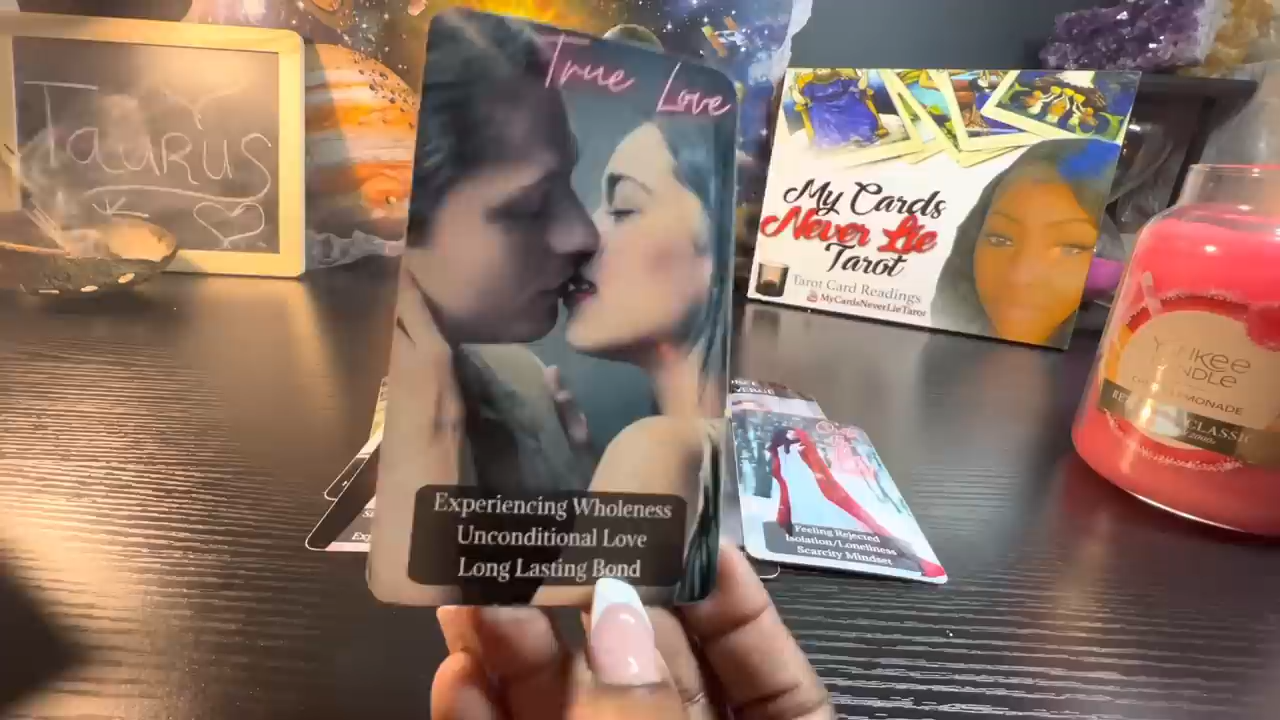 Taurus
True Love
Experiencing Wholeness
Unconditional Love
Long Lasting Bond
My Cards
Never Lie
Tarot
Tarot Card Readings
MyCardsNeverLieTarot
Feeling Rejected
Isolation/Loneliness
Scarcity Mindset
YANKEE
CANDLE
LEMONADE
CLASSIC